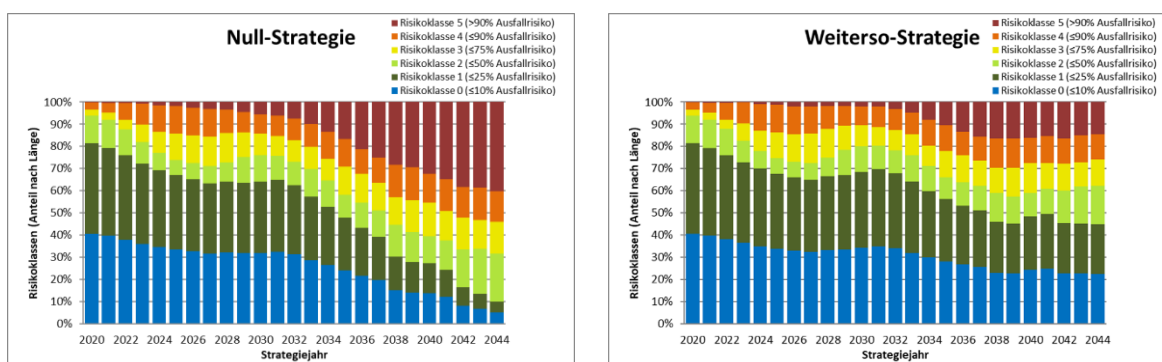 Null-Strategie
Risikoklasse 5 (>90% Ausfallrisiko)
Risikoklasse 4 (≤90% Ausfallrisiko)
Risikoklasse 3 (≤75% Ausfallrisiko)
Risikoklasse 2 (≤50% Ausfallrisiko)
Risikoklasse 1 (≤25% Ausfallrisiko)
Risikoklasse 0 (≤10% Ausfallrisiko)
Risikoklassen (Anteil nach Länge)
100%
90%
80%
70%
60%
50%
40%
30%
20%
10%
0%
2020 2022 2024 2026 2028 2030 2032 2034 2036 2038 2040 2042 2044
Strategiejahr
Weiterso-Strategie
Risikoklasse 5 (>90% Ausfallrisiko)
Risikoklasse 4 (≤90% Ausfallrisiko)
Risikoklasse 3 (≤75% Ausfallrisiko)
Risikoklasse 2 (≤50% Ausfallrisiko)
Risikoklasse 1 (≤25% Ausfallrisiko)
Risikoklasse 0 (≤10% Ausfallrisiko)
Risikoklassen (Anteil nach Länge)
100%
90%
80%
70%
60%
50%
40%
30%
20%
10%
0%
2020 2022 2024 2026 2028 2030 2032 2034 2036 2038 2040 2042 2044
Strategiejahr